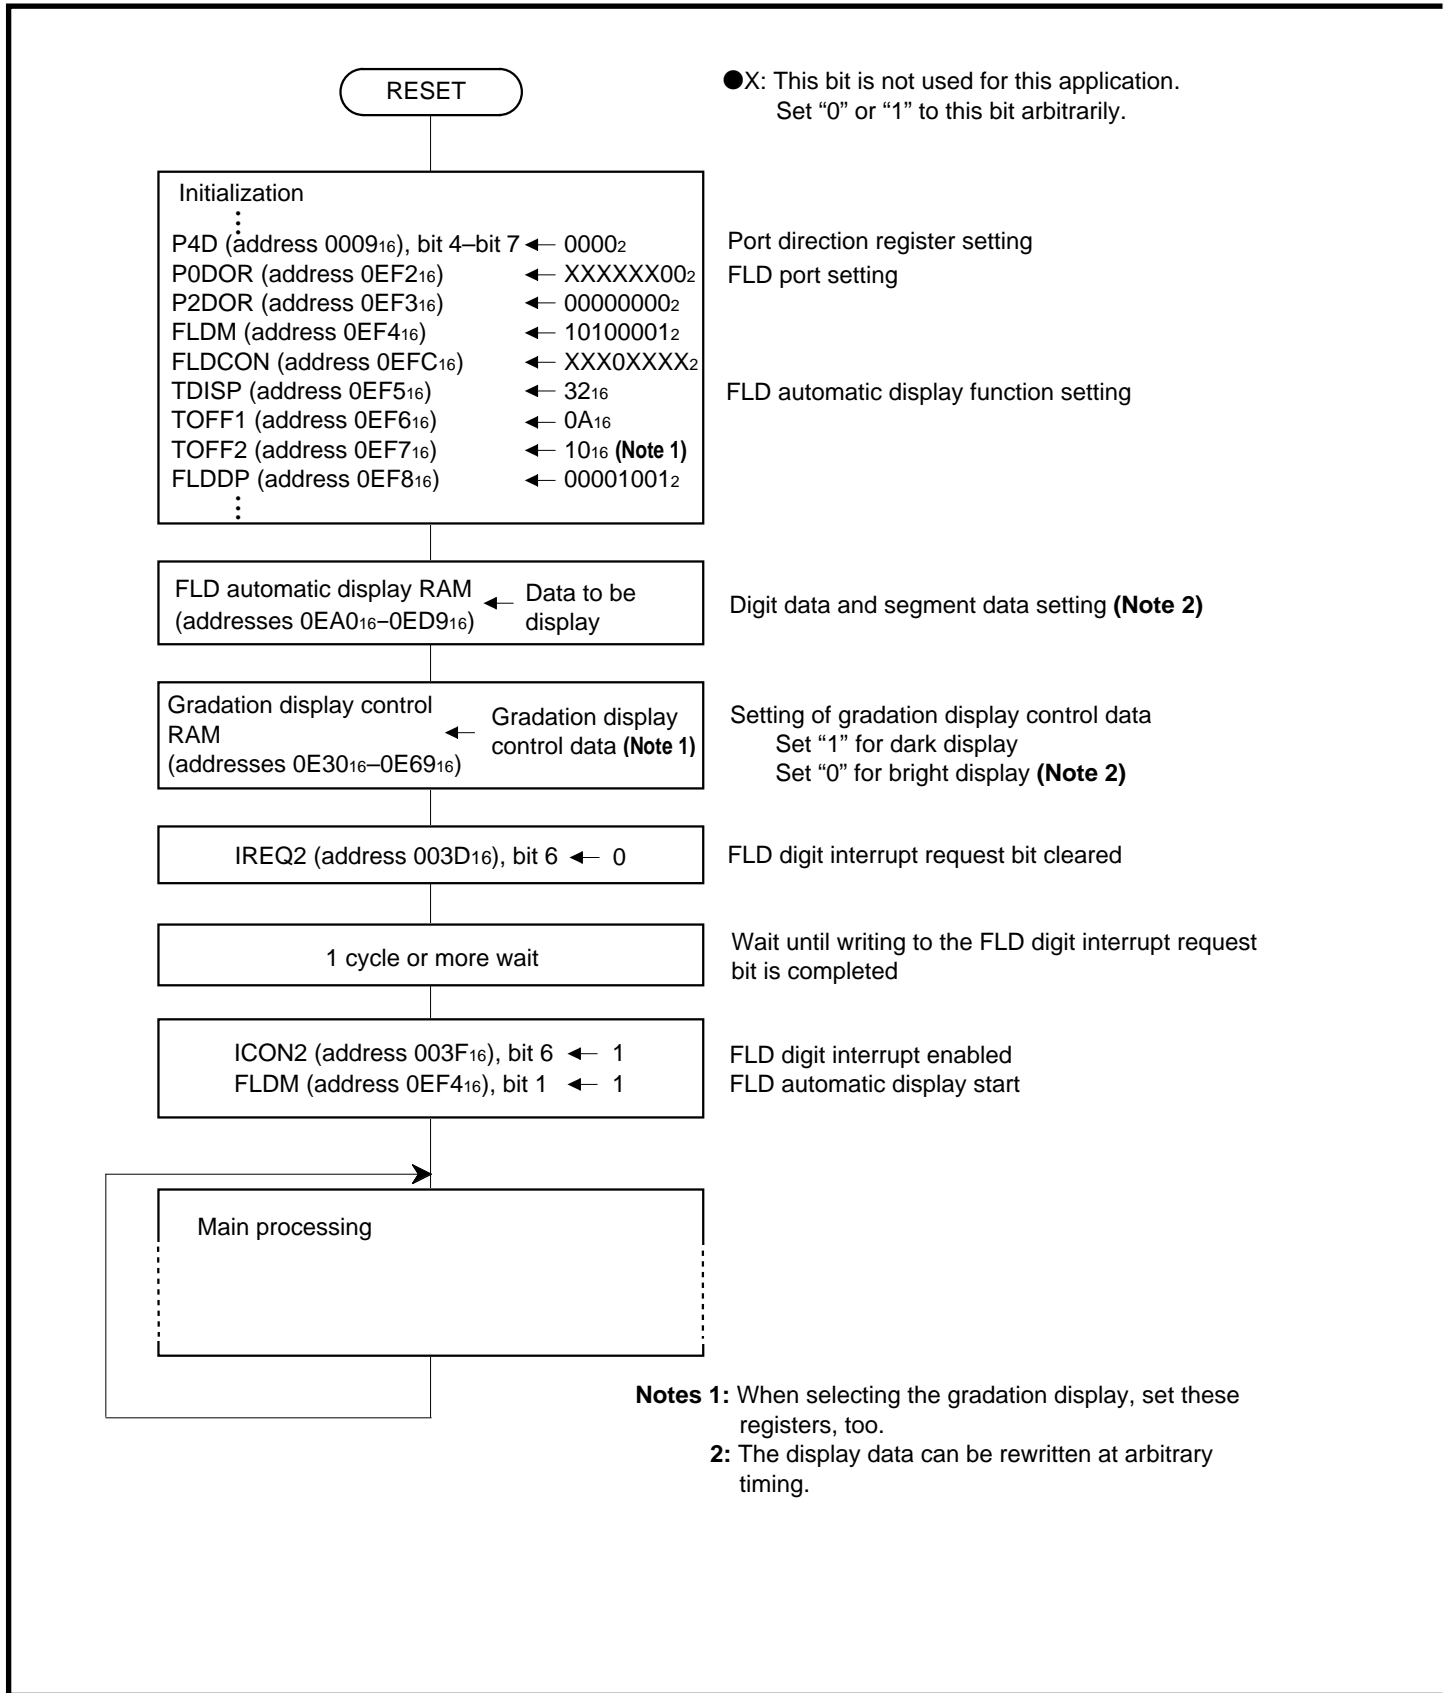 RESET
●X: This bit is not used for this application.
Set “0” or “1” to this bit arbitrarily.
Initialization
P4D (address 0009₁₆), bit 4–bit 7 ← 0000₂ Port direction register setting
P0DOR (address 0EF2₁₆) ← XXXXXX00₂ FLD port setting
P2DOR (address 0EF3₁₆) ← 00000000₂
FLDM (address 0EF4₁₆) ← 10100001₂
FLDCON (address 0EFC₁₆) ← XXX0XXXX₂
TDISP (address 0EF5₁₆) ← 32₁₆ FLD automatic display function setting
TOFF1 (address 0EF6₁₆) ← 0A₁₆
TOFF2 (address 0EF7₁₆) ← 10₁₆ (Note 1)
FLDDP (address 0EF8₁₆) ← 00001001₂
FLD automatic display RAM ← Data to be
(addresses 0EA0₁₆–0ED9₁₆) display
Digit data and segment data setting (Note 2)
Gradation display control
RAM
(addresses 0E30₁₆–0E69₁₆)
← Gradation display
control data (Note 1)
Setting of gradation display control data
Set “1” for dark display
Set “0” for bright display (Note 2)
IREQ2 (address 003D₁₆), bit 6 ← 0 FLD digit interrupt request bit cleared
1 cycle or more wait
Wait until writing to the FLD digit interrupt request
bit is completed
ICON2 (address 003F₁₆), bit 6 ← 1 FLD digit interrupt enabled
FLDM (address 0EF4₁₆), bit 1 ← 1 FLD automatic display start
Main processing
Notes 1: When selecting the gradation display, set these
registers, too.
2: The display data can be rewritten at arbitrary
timing.